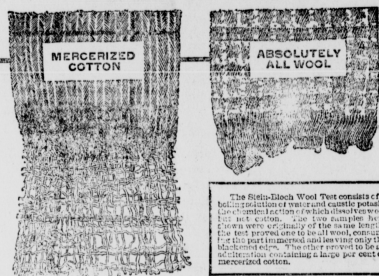 MERCERIZED
COTTON
ABSOLUTELY
ALL WOOL
The Stein-Bloch Wool Test consists of
boiling solution of water and caustic potash
the chemical action of which dissolves wool
but not cotton. The two samples here
shown were originally of the same length
the test proved one to be all wool, consum-
ing the part immersed and leaving only the
blackened edge. The other proved to be an
adulteration containing a large per cent of
mercerized cotton.